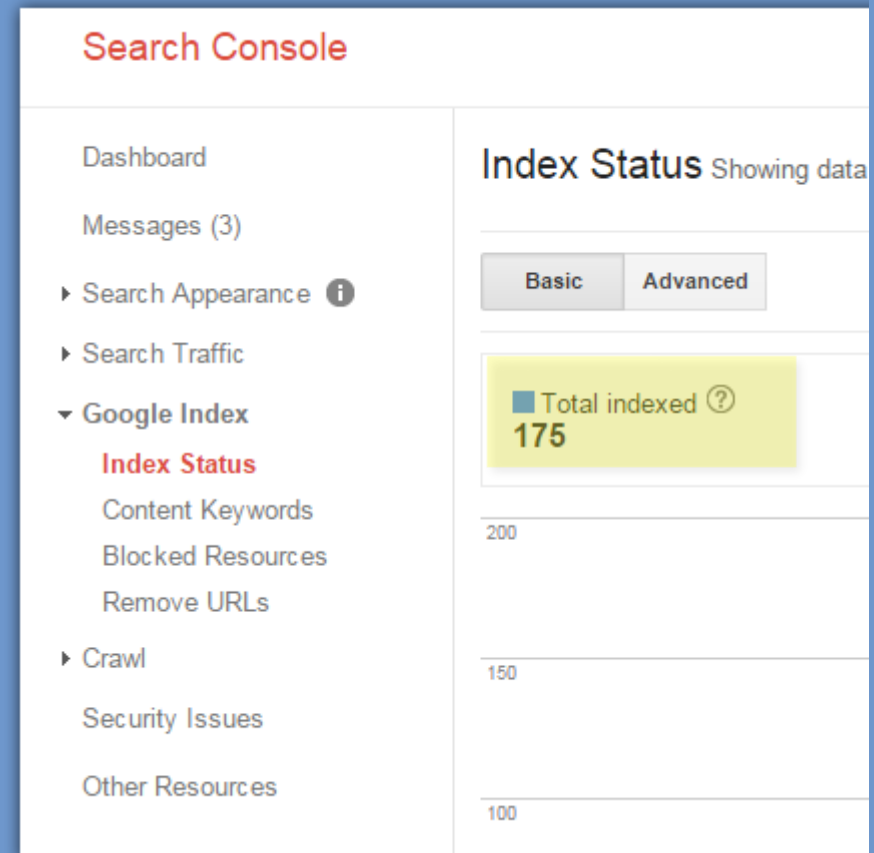 Search Console
Dashboard
Messages (3)
Search Appearance
Search Traffic
Google Index
Index Status
Content Keywords
Blocked Resources
Remove URLs
Crawl
Security Issues
Other Resources
Index Status Showing data
Basic Advanced
Total indexed ?
175
200
150
100